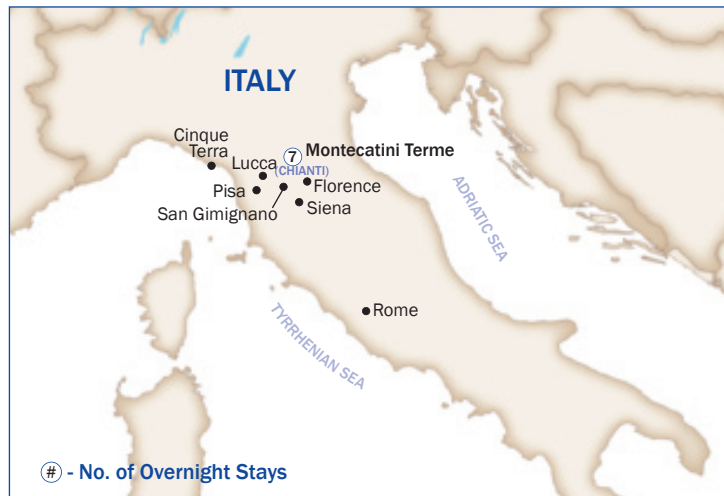 ITALY
Cinque
Terra
7 Montecatini Terme
Lucca
(CHIANTI)
Pisa
Florence
San Gimignano
Siena
ADRIATIC SEA
Rome
TYRRHENIAN SEA
# - No. of Overnight Stays